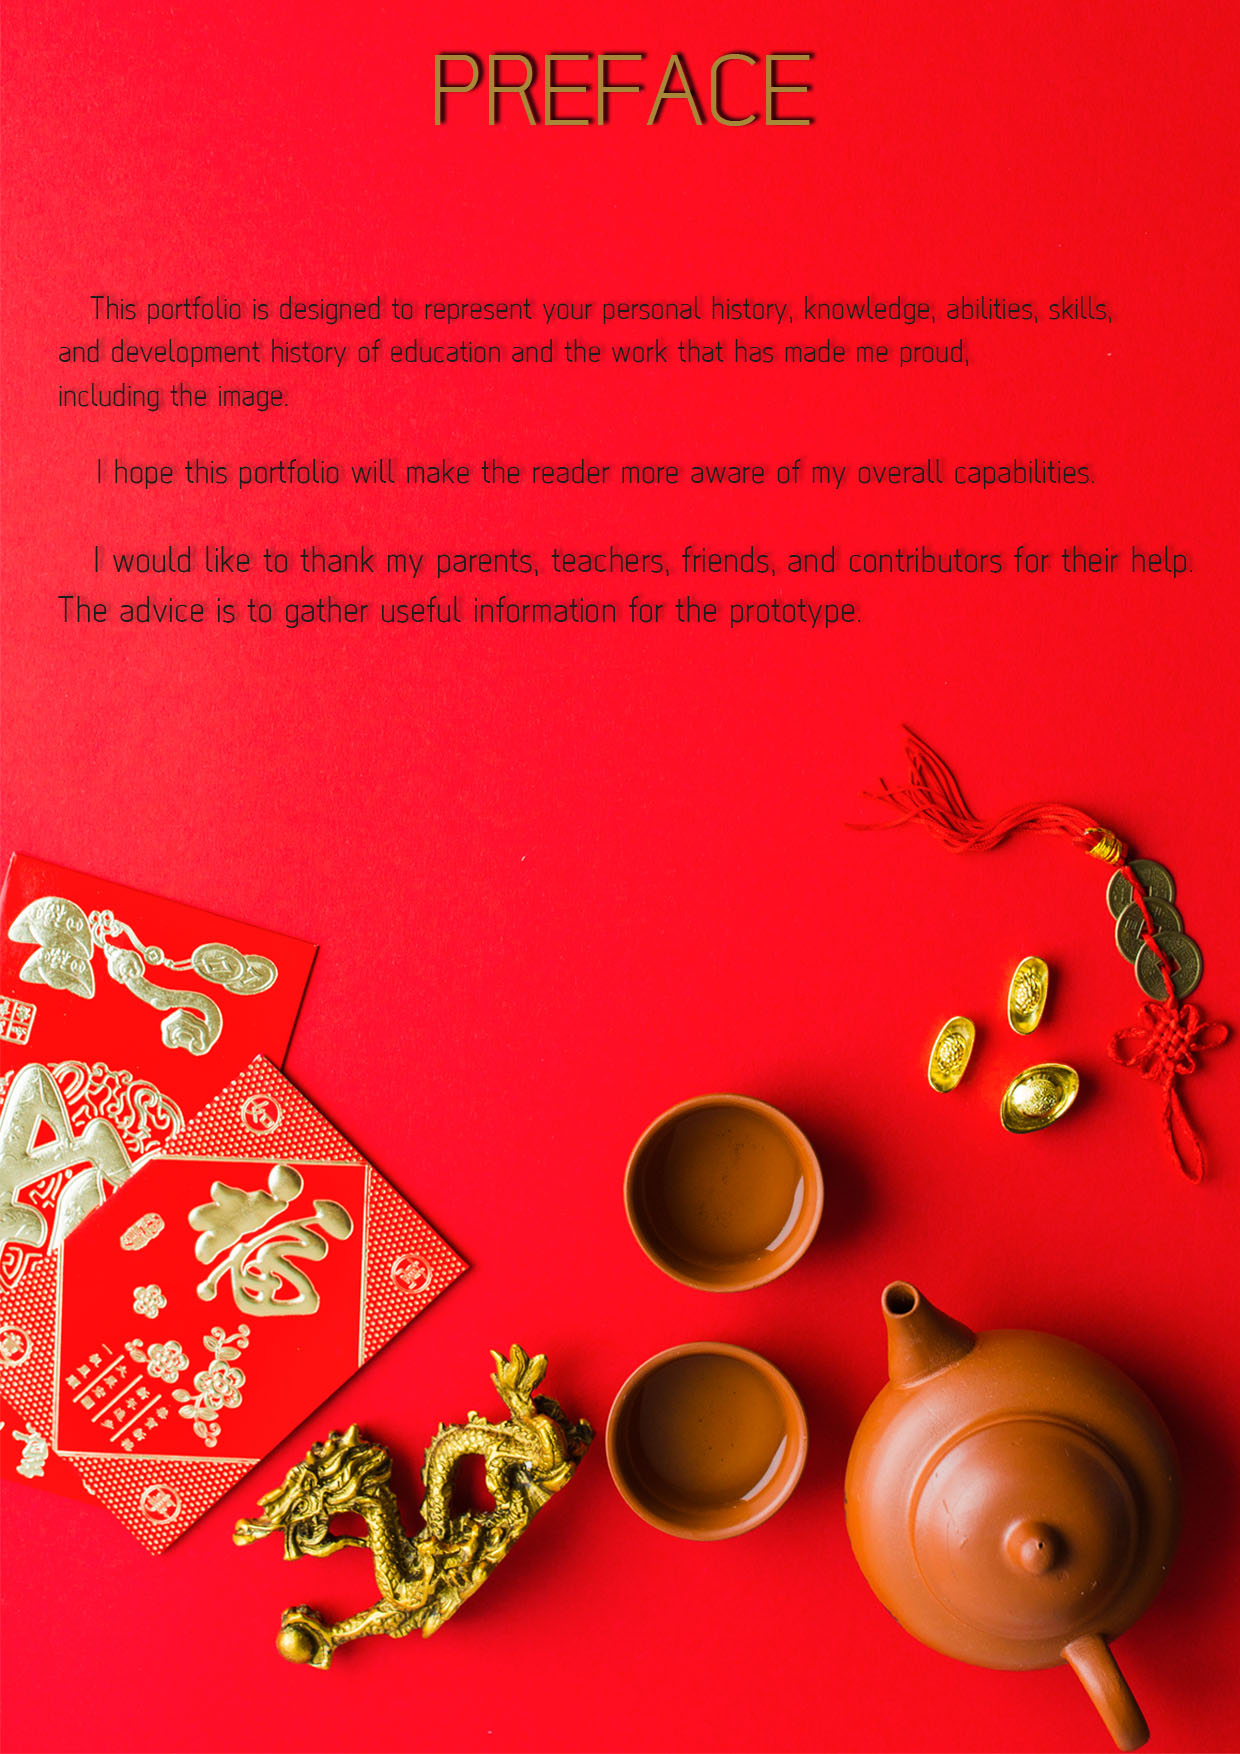 PREFACE
This portfolio is designed to represent your personal history, knowledge, abilities, skills,
and development history of education and the work that has made me proud,
including the image.
I hope this portfolio will make the reader more aware of my overall capabilities.
I would like to thank my parents, teachers, friends, and contributors for their help.
The advice is to gather useful information for the prototype.